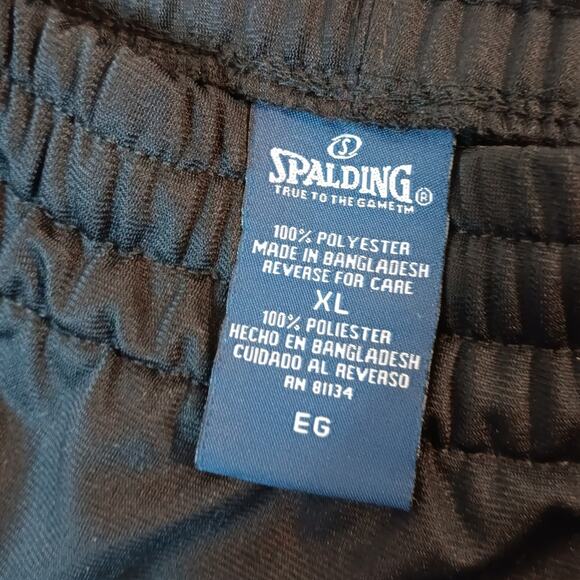 S
SPALDING®
TRUE TO THE GAME™
100% POLYESTER
MADE IN BANGLADESH
REVERSE FOR CARE
XL
100% POLIESTER
HECHO EN BANGLADESH
CUIDADO AL REVERSO
RN 81134
EG